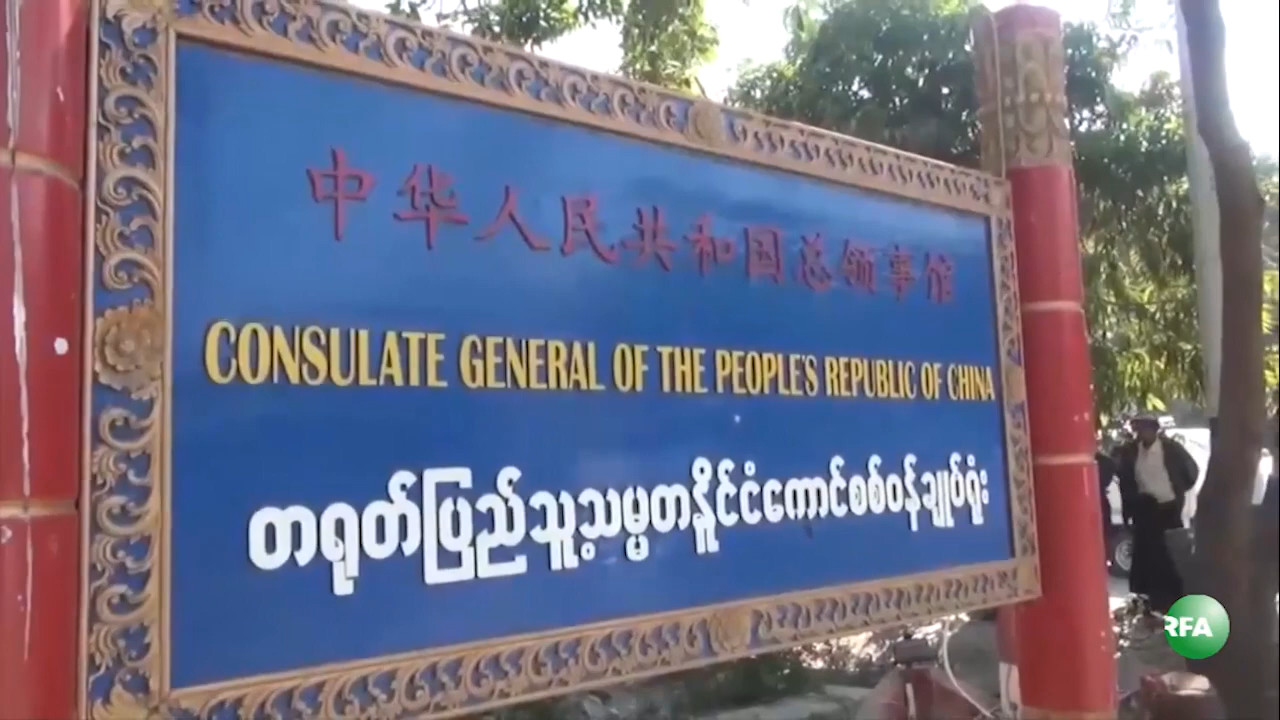 中华人民共和国总领事馆
CONSULATE GENERAL OF THE PEOPLE'S REPUBLIC OF CHINA
တရုတ်ပြည်သူ့သမ္မတနိူင်ငံကောင်စစ်ဝန်ချုပ်ရုံး
RFA